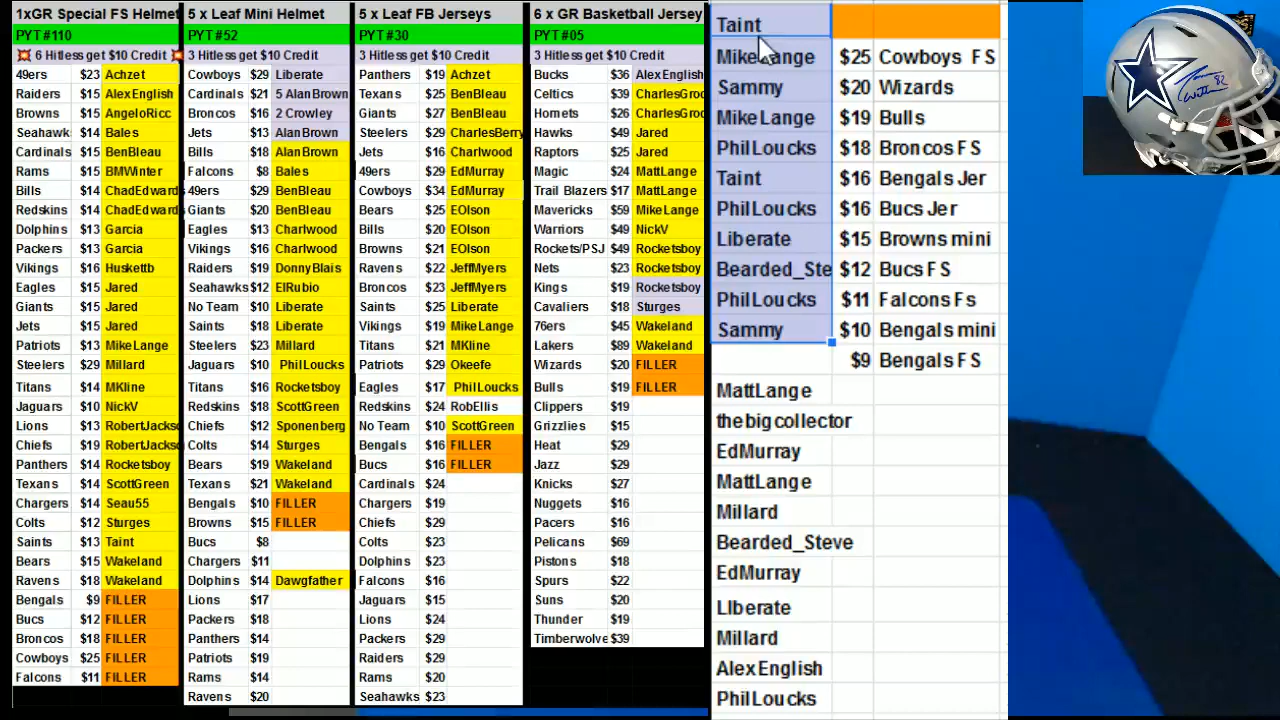 1xGR Special FS Helmet
PYT #110
6 Hitless get $10 Credit
49ers $23 Achzet
Raiders $15 AlexEnglish
Browns $15 AngeloRicc
Seahawk $14 Bales
Cardinals $15 BenBleau
Rams $15 BMWinter
Bills $14 ChadEdward
Redskins $14 ChadEdward
Dolphins $13 Garcia
Packers $13 Garcia
Vikings $16 Huskettb
Eagles $15 Jared
Giants $15 Jared
Jets $15 Jared
Patriots $13 MikeLange
Steelers $29 Millard
Titans $14 MKline
Jaguars $10 NickV
Lions $13 RobertJackso
Chiefs $19 RobertJackso
Panthers $14 Rocketsboy
Texans $14 ScottGreen
Chargers $14 Seau55
Colts $12 Sturges
Saints $13 Taint
Bears $15 Wakeland
Ravens $18 Wakeland
Bengals $9 FILLER
Bucs $12 FILLER
Broncos $18 FILLER
Cowboys $25 FILLER
Falcons $11 FILLER
5 x Leaf Mini Helmet
PYT #52
3 Hitless get $10 Credit
Cowboys $29 Liberate
Cardinals $21 5 AlanBrown
Broncos $16 2 Crowley
Jets $13 AlanBrown
Bills $18 AlanBrown
Falcons $8 Bales
49ers $29 BenBleau
Giants $20 BenBleau
Eagles $13 Charlwood
Vikings $16 Charlwood
Raiders $19 DonnyBlais
Seahawks $12 ElRubio
No Team $10 Liberate
Saints $18 Liberate
Steelers $23 Millard
Jaguars $10 PhilLoucks
Titans $16 Rocketsboy
Redskins $18 ScottGreen
Chiefs $12 Sponenberg
Colts $14 Sturges
Bears $19 Wakeland
Texans $21 Wakeland
Bengals $10 FILLER
Browns $15 FILLER
Bucs $8
Chargers $11
Dolphins $14 Dawgfather
Lions $17
Packers $18
Panthers $14
Patriots $19
Rams $14
Ravens $20
5 x Leaf FB Jerseys
PYT #30
3 Hitless get $10 Credit
Panthers $19 Achzet
Texans $25 BenBleau
Giants $27 BenBleau
Steelers $29 CharlesBerry
Jets $16 Charlwood
49ers $29 EdMurray
Cowboys $34 EdMurray
Bears $25 EOlson
Bills $20 EOlson
Browns $21 EOlson
Ravens $22 JeffMyers
Broncos $23 JeffMyers
Saints $25 Liberate
Vikings $19 MikeLange
Titans $21 MKline
Patriots $29 Okeefe
Eagles $17 PhilLoucks
Redskins $24 RobEllis
No Team $10 ScottGreen
Bengals $16 FILLER
Bucs $16 FILLER
Cardinals $24
Chargers $19
Chiefs $29
Colts $23
Dolphins $23
Falcons $16
Jaguars $15
Lions $24
Packers $29
Raiders $29
Rams $20
Seahawks $23
6 x GR Basketball Jersey
PYT #05
3 Hitless get $10 Credit
Bucks $36 AlexEnglish
Celtics $39 CharlesGroo
Hornets $26 CharlesGroo
Hawks $49 Jared
Raptors $25 Jared
Magic $24 MattLange
Trail Blazers $17 MattLange
Mavericks $59 MikeLange
Warriors $49 NickV
Rockets/PSJ $49 Rocketsboy
Nets $23 Rocketsboy
Kings $19 Rocketsboy
Cavaliers $18 Sturges
76ers $45 Wakeland
Lakers $89 Wakeland
Wizards $20 FILLER
Bulls $19 FILLER
Clippers $19
Grizzlies $15
Heat $29
Jazz $29
Knicks $27
Nuggets $16
Pacers $16
Pelicans $69
Pistons $18
Spurs $22
Suns $20
Thunder $19
Timberwolve $39
Taint
MikeLange $25 Cowboys FS
Sammy $20 Wizards
MikeLange $19 Bulls
PhilLoucks $18 Broncos FS
Taint $16 Bengals Jer
PhilLoucks $16 Bucs Jer
Liberate $15 Browns mini
Bearded_Ste $12 Bucs FS
PhilLoucks $11 Falcons Fs
Sammy $10 Bengals mini
$9 Bengals FS
MattLange
thebigcollector
EdMurray
MattLange
Millard
Bearded_Steve
EdMurray
LIberate
Millard
AlexEnglish
PhilLoucks